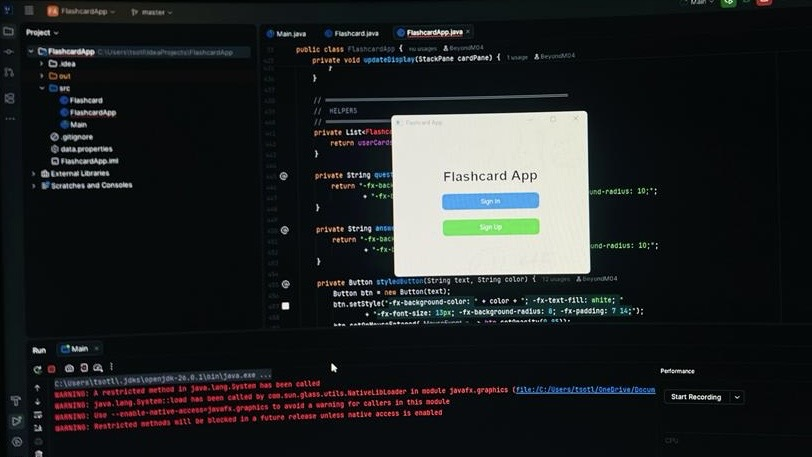 FA FlashcardApp
master
Main
Project
Main.java
Flashcard.java
FlashcardApp.java
FlashcardApp C:\Users\tsotl\IdeaProjects\FlashcardApp
.idea
out
src
Flashcard
FlashcardApp
Main
.gitignore
data.properties
FlashcardApp.iml
External Libraries
Scratches and Consoles
public class FlashcardApp { no usages BeyondM04
private void updateDisplay(StackPane cardPane) { 1 usage BeyondM04
}
}
//
// HELPERS
//
private List<Flashc
return userCards
}
private String quest
return "-fx-bac
ound-radius: 10;";
+ "-f
}
private String answ
return "-fx-bac
ound-radius: 10;";
+ "-f
}
private Button styledButton(String text, String color) { 12 usages BeyondM04
Button btn = new Button(text);
btn.setStyle("-fx-background-color: " + color + "; -fx-text-fill: white; "
+ "-fx-font-size: 13px; -fx-background-radius: 8; -fx-padding: 7 14;");
Flashcard App
Flashcard App
Sign In
Sign Up
Run
Main
C:\Users\tsotl\.jdks\openjdk-26.0.1\bin\java.exe ...
WARNING: A restricted method in java.lang.System has been called
WARNING: java.lang.System::load has been called by com.sun.glass.utils.NativeLibLoader in module javafx.graphics (file:/C:/Users/tsotl/OneDrive/Docum
WARNING: Use --enable-native-access=javafx.graphics to avoid a warning for callers in this module
WARNING: Restricted methods will be blocked in a future release unless native access is enabled
Performance
Start Recording
CPU